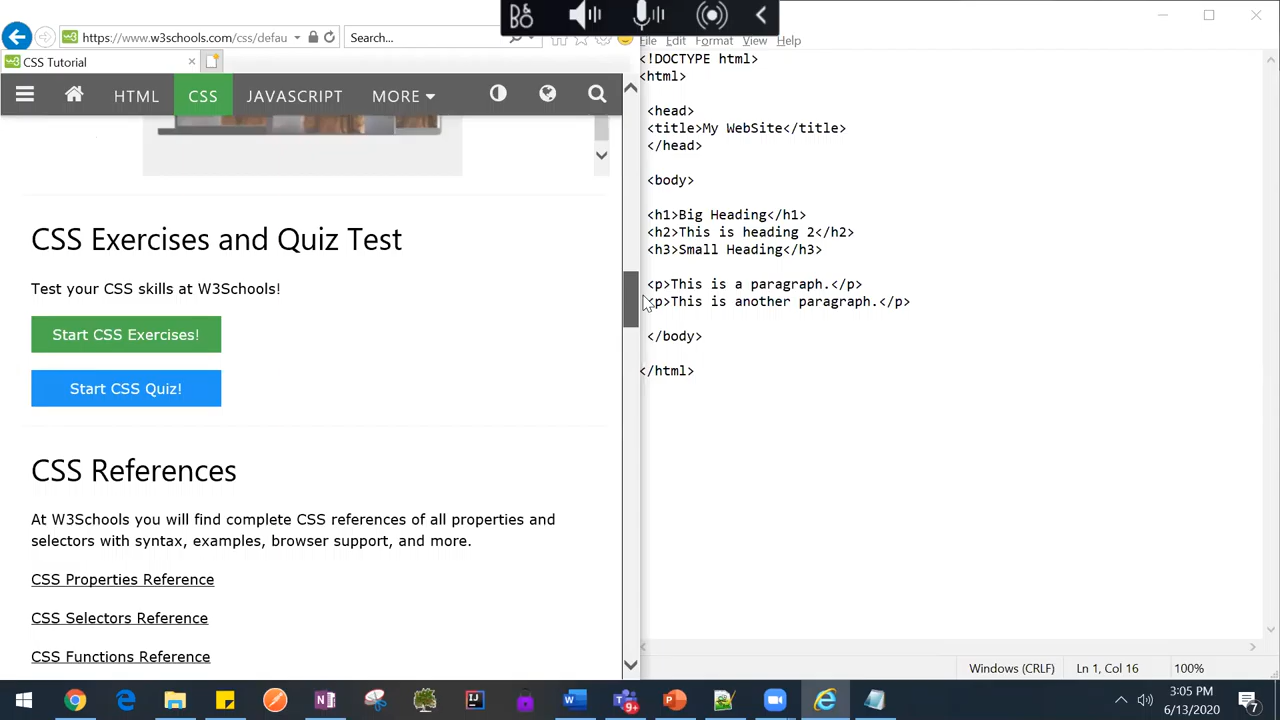 B&O
https://www.w3schools.com/css/defau
Search...
CSS Tutorial
HTML
CSS
JAVASCRIPT
MORE
CSS Exercises and Quiz Test
Test your CSS skills at W3Schools!
Start CSS Exercises!
Start CSS Quiz!
CSS References
At W3Schools you will find complete CSS references of all properties and
selectors with syntax, examples, browser support, and more.
CSS Properties Reference
CSS Selectors Reference
CSS Functions Reference
File Edit Format View Help
<!DOCTYPE html>
<html>
<head>
<title>My WebSite</title>
</head>
<body>
<h1>Big Heading</h1>
<h2>This is heading 2</h2>
<h3>Small Heading</h3>
<p>This is a paragraph.</p>
<p>This is another paragraph.</p>
</body>
</html>
Windows (CRLF)
Ln 1, Col 16
100%
9+
3:05 PM
6/13/2020
7